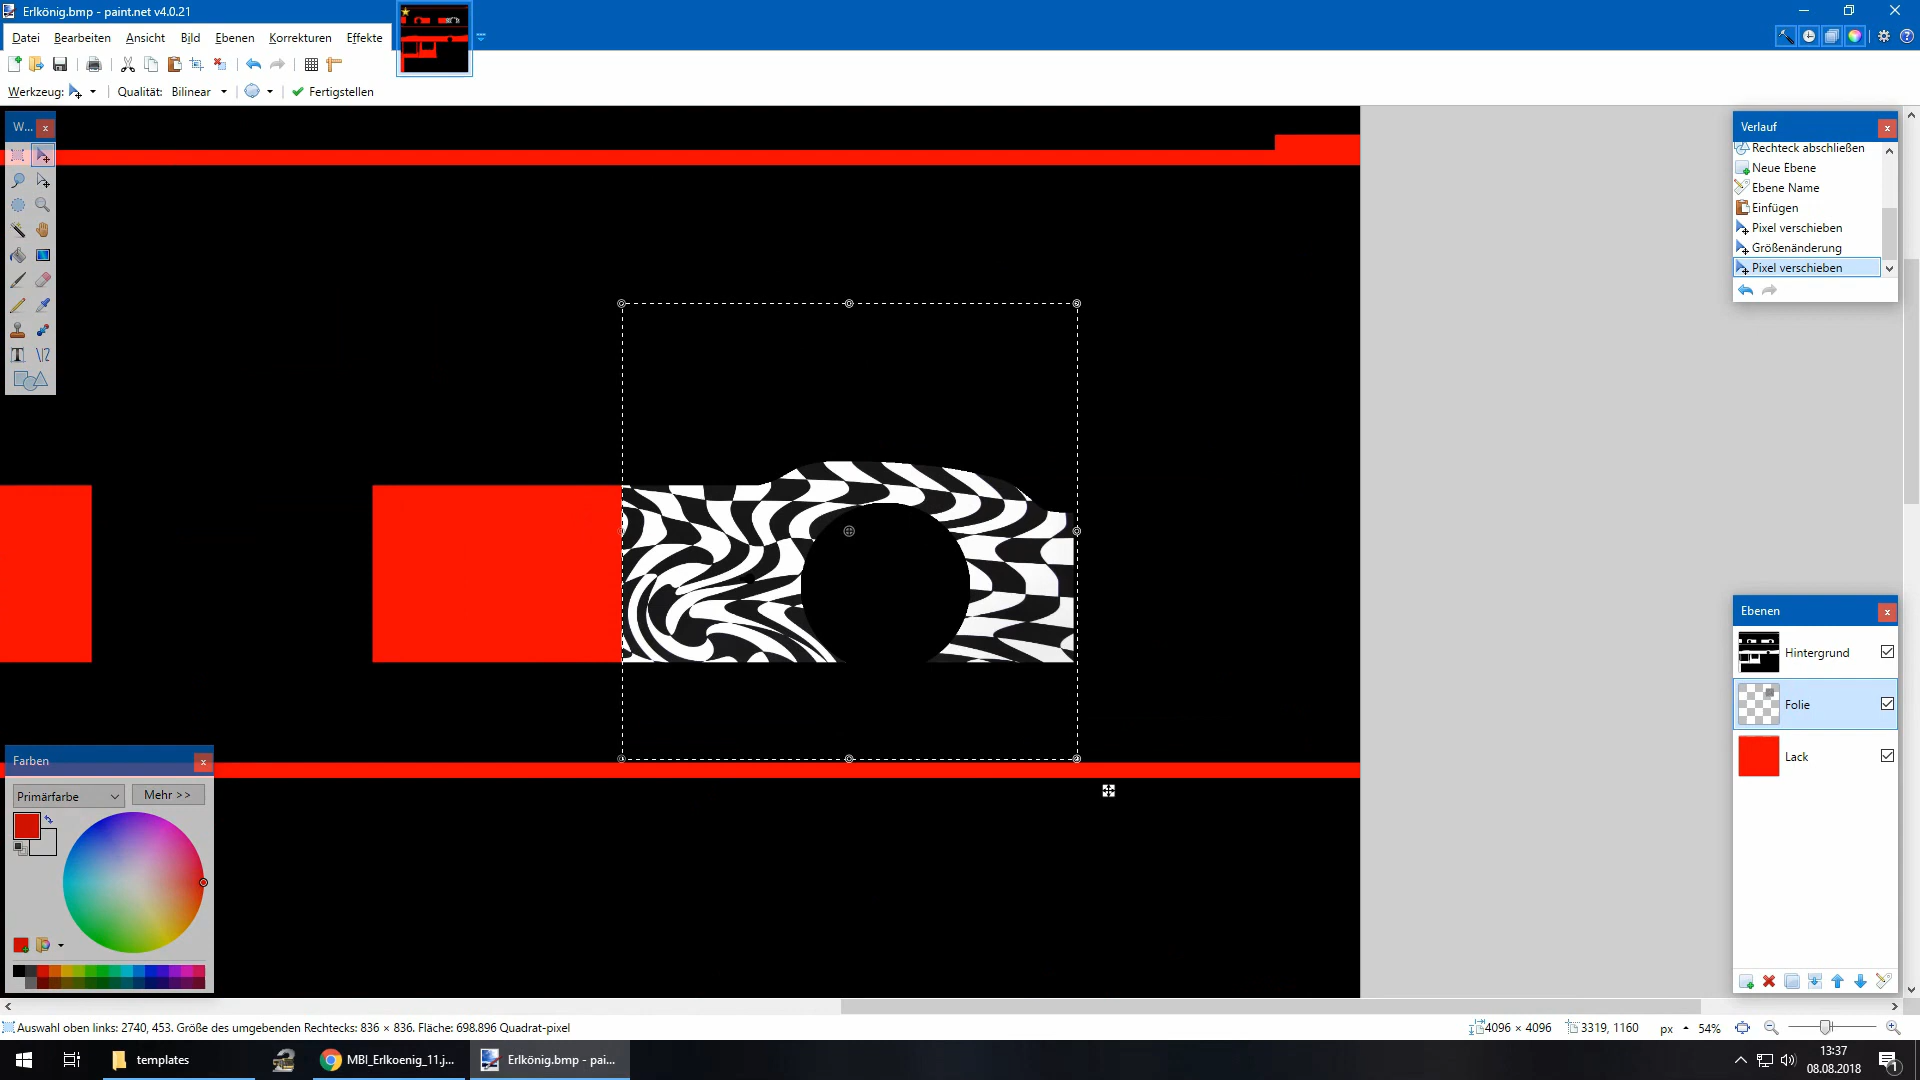 Erlkönig.bmp - paint.net v4.0.21
Datei Bearbeiten Ansicht Bild Ebenen Korrekturen Effekte
Werkzeug: Qualität: Bilinear Fertigstellen
W...
Verlauf
Rechteck abschließen
Neue Ebene
Ebene Name
Einfügen
Pixel verschieben
Größenänderung
Pixel verschieben
Ebenen
Hintergrund
Folie
Lack
Farben
Primärfarbe Mehr >>
Auswahl oben links: 2740, 453. Größe des umgebenden Rechtecks: 836 × 836. Fläche: 698.896 Quadrat-pixel
4096 × 4096 3319, 1160 px 54%
templates MBI_Erlkoenig_11.j... Erlkönig.bmp - pai...
13:37
08.08.2018
1